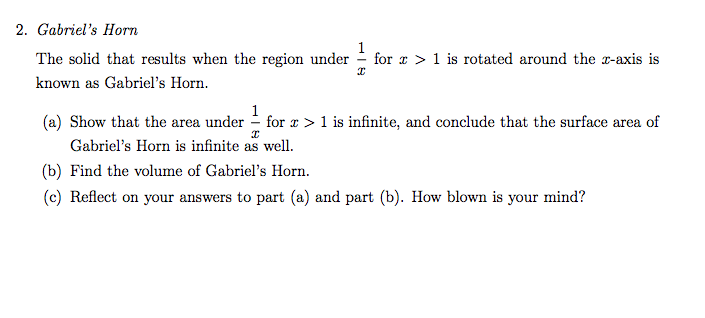 2. Gabriel's Horn
The solid that results when the region under 1/x for x > 1 is rotated around the x-axis is
known as Gabriel's Horn.
(a) Show that the area under 1/x for x > 1 is infinite, and conclude that the surface area of
Gabriel's Horn is infinite as well.
(b) Find the volume of Gabriel's Horn.
(c) Reflect on your answers to part (a) and part (b). How blown is your mind?